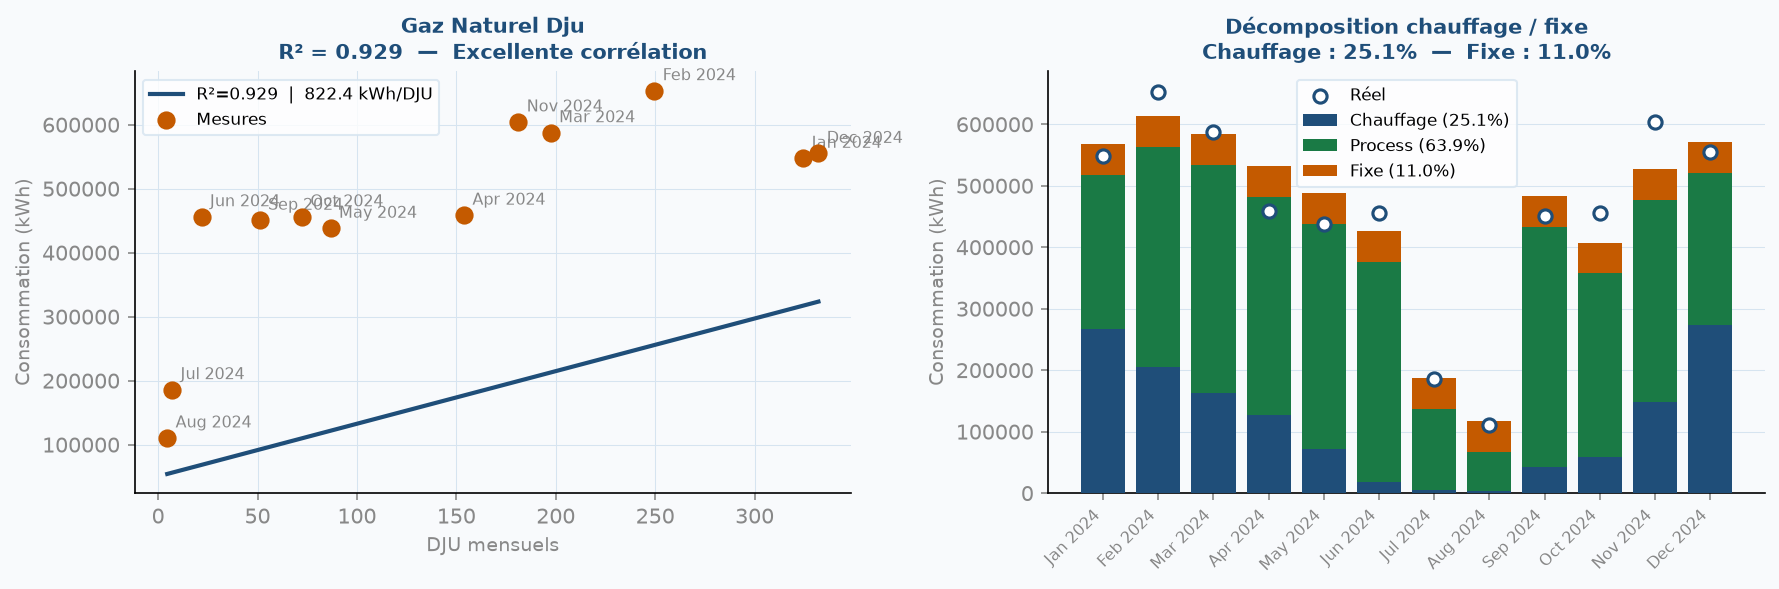 Gaz Naturel Dju
R² = 0.929 — Excellente corrélation
R²=0.929 | 822.4 kWh/DJU
Mesures
Feb 2024
Nov 2024
Mar 2024
Dec 2024
Jan 2024
Jun 2024
Sep 2024
Oct 2024
May 2024
Apr 2024
Jul 2024
Aug 2024
Consommation (kWh)
600000
500000
400000
300000
200000
100000
0 50 100 150 200 250 300
DJU mensuels
Décomposition chauffage / fixe
Chauffage : 25.1% — Fixe : 11.0%
Réel
Chauffage (25.1%)
Process (63.9%)
Fixe (11.0%)
Consommation (kWh)
600000
500000
400000
300000
200000
100000
0
Jan 2024
Feb 2024
Mar 2024
Apr 2024
May 2024
Jun 2024
Jul 2024
Aug 2024
Sep 2024
Oct 2024
Nov 2024
Dec 2024